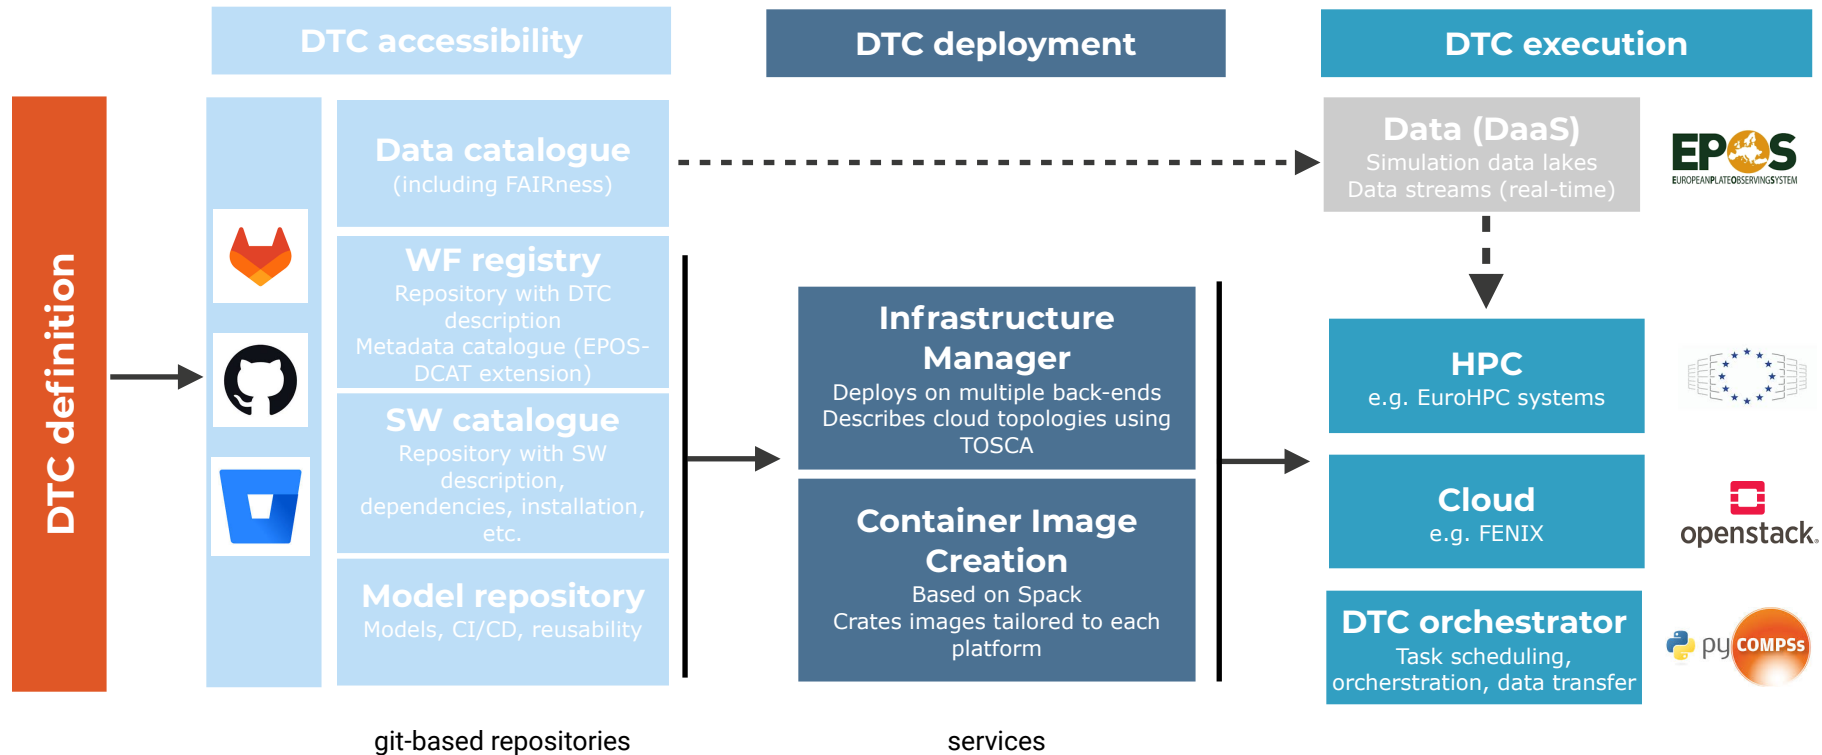 DTC accessibility
DTC deployment
DTC execution
DTC definition
Data catalogue
(including FAIRness)
WF registry
Repository with DTC
description
Metadata catalogue (EPOS-
DCAT extension)
SW catalogue
Repository with SW
description,
dependencies, installation,
etc.
Model repository
Models, CI/CD, reusability
git-based repositories
Infrastructure
Manager
Deploys on multiple back-ends
Describes cloud topologies using
TOSCA
Container Image
Creation
Based on Spack
Crates images tailored to each
platform
services
Data (DaaS)
Simulation data lakes
Data streams (real-time)
EPOS
EUROPEANPLATEOBSERVINGSYSTEM
HPC
e.g. EuroHPC systems
Cloud
e.g. FENIX
openstack.
DTC orchestrator
Task scheduling,
orcherstration, data transfer
py COMPSs